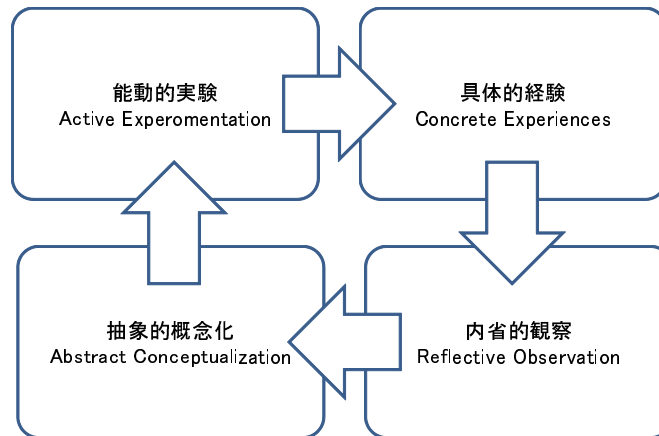 能動的実験
Active Experomentation
具体的経験
Concrete Experiences
抽象的概念化
Abstract Conceptualization
内省的観察
Reflective Observation